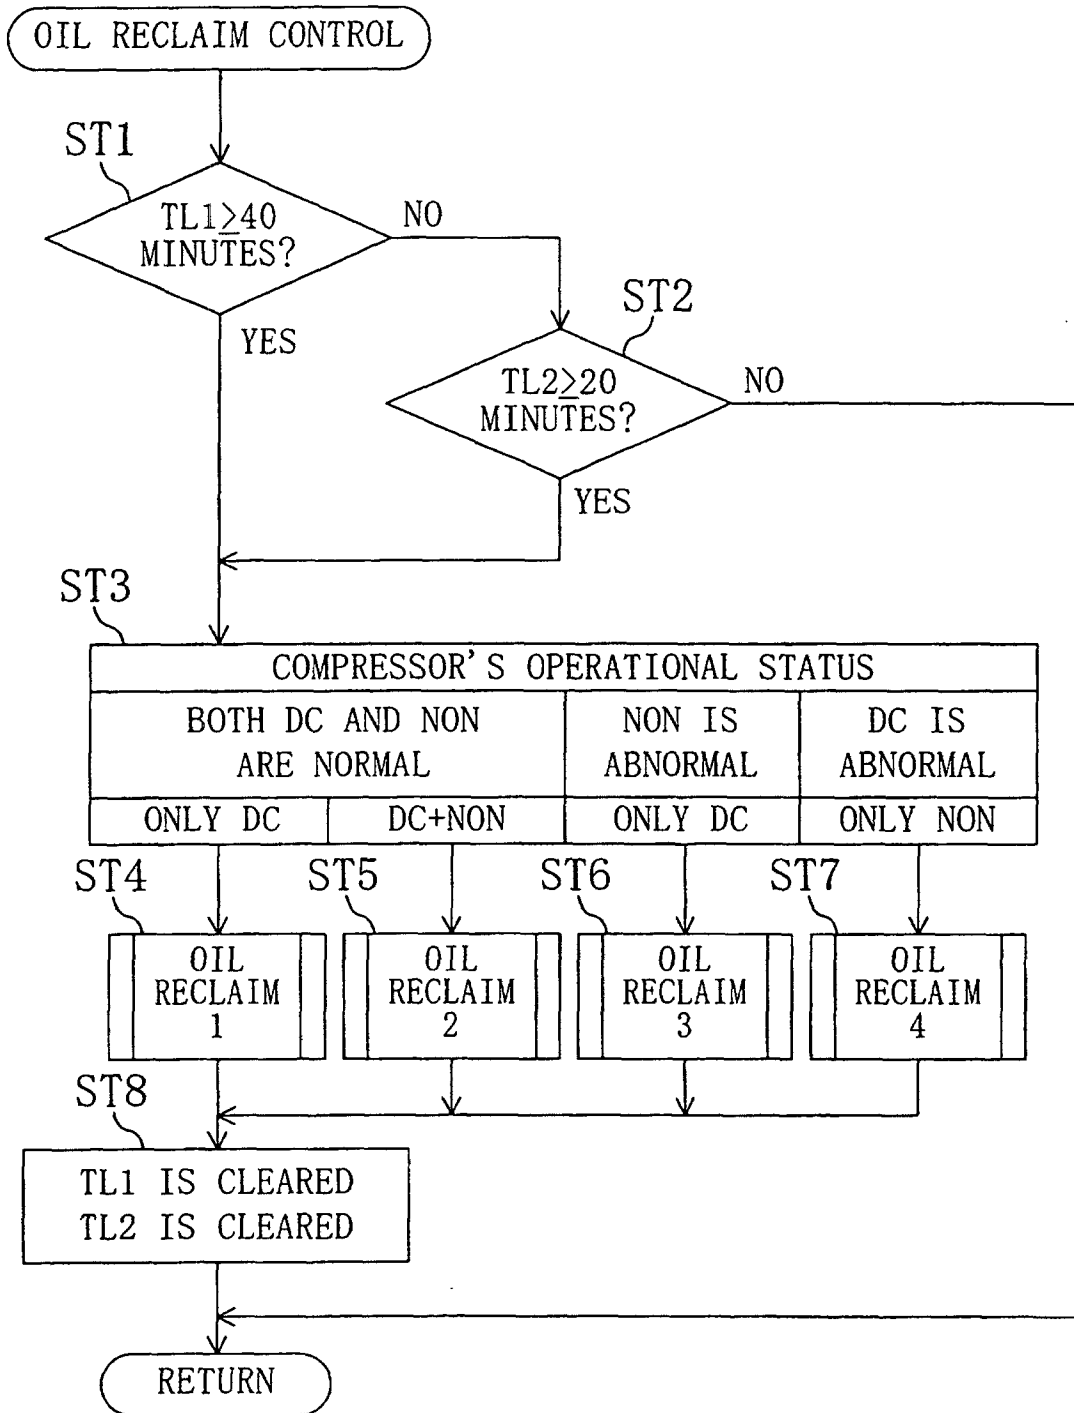 OIL RECLAIM CONTROL
ST1
TL1≥40
MINUTES?
NO
YES
ST2
TL2≥20
MINUTES?
NO
YES
ST3
COMPRESSOR'S OPERATIONAL STATUS
BOTH DC AND NON
ARE NORMAL
NON IS
ABNORMAL
DC IS
ABNORMAL
ONLY DC
DC+NON
ONLY DC
ONLY NON
ST4
OIL
RECLAIM
1
ST5
OIL
RECLAIM
2
ST6
OIL
RECLAIM
3
ST7
OIL
RECLAIM
4
ST8
TL1 IS CLEARED
TL2 IS CLEARED
RETURN